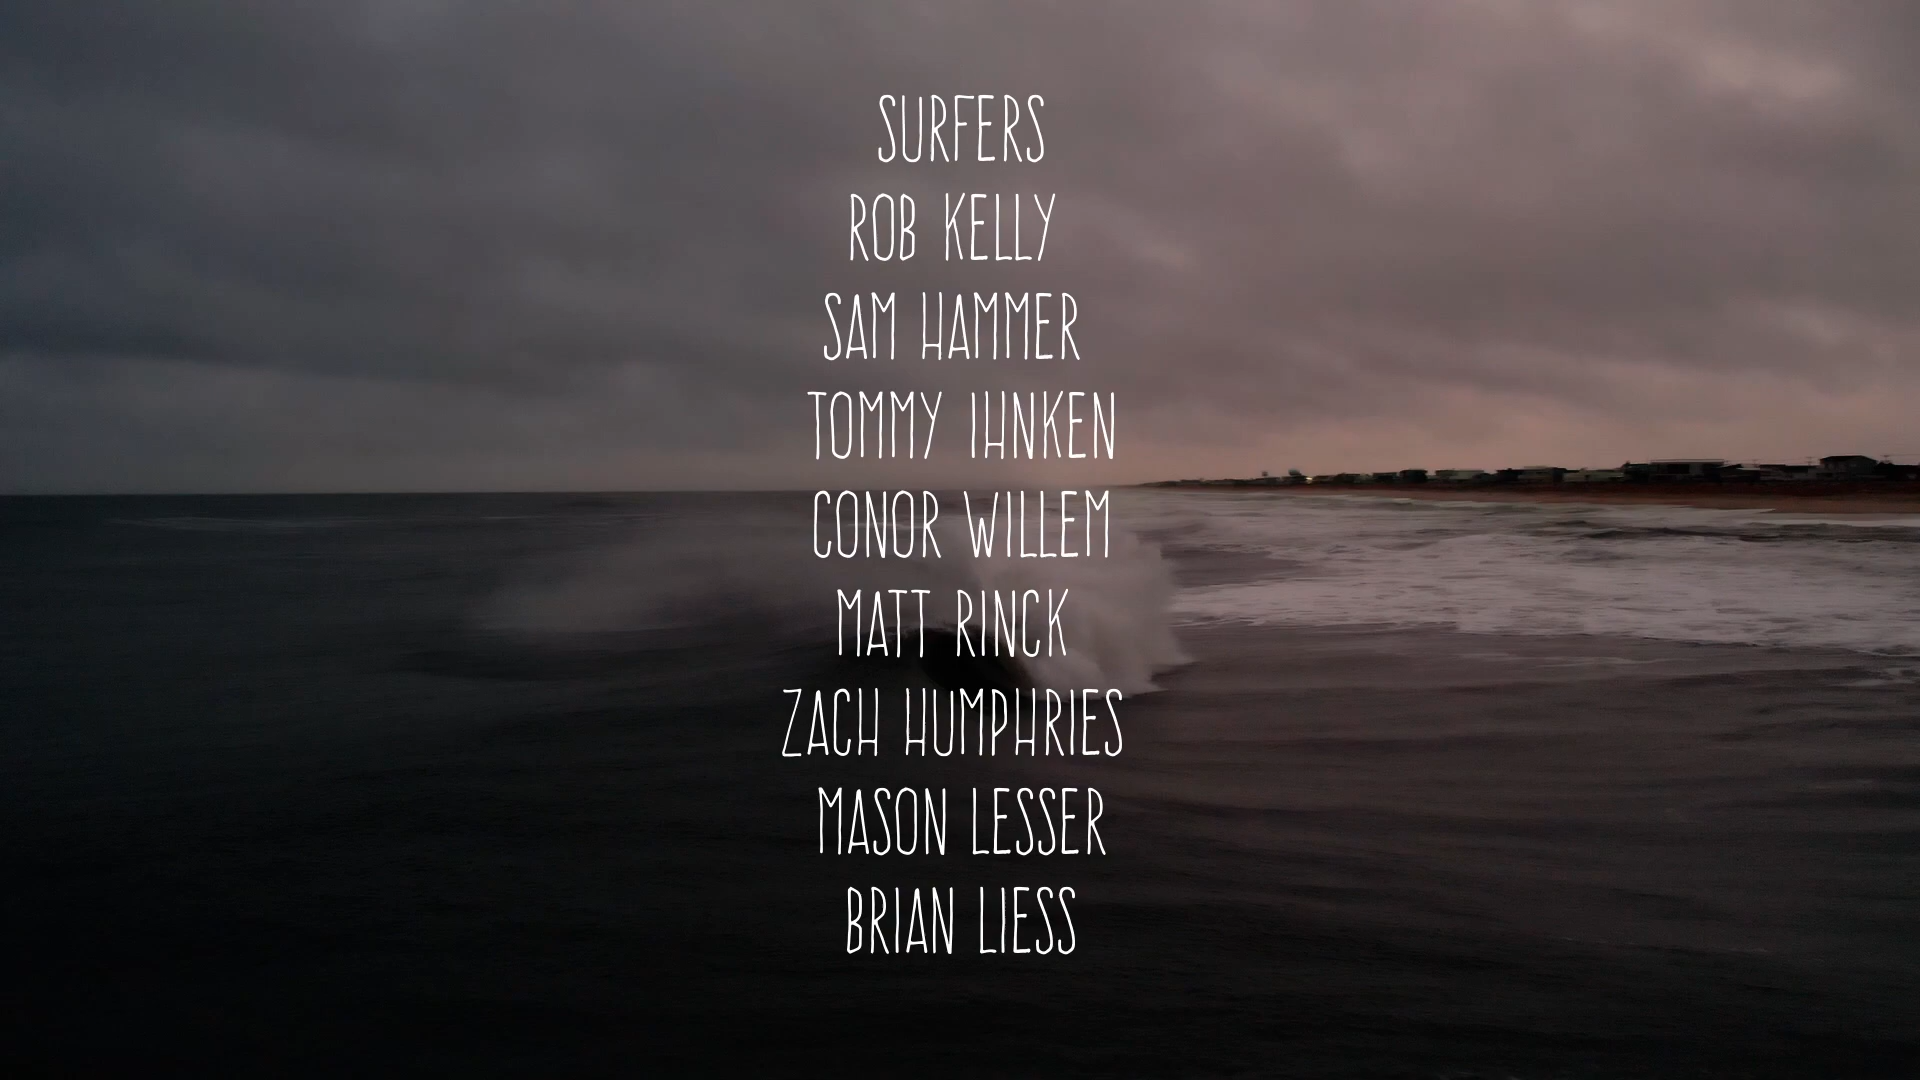 SURFERS
ROB KELLY
SAM HAMMER
TOMMY IHNKEN
CONOR WILLEM
MATT RINCK
ZACH HUMPHRIES
MASON LESSER
BRIAN LIESS